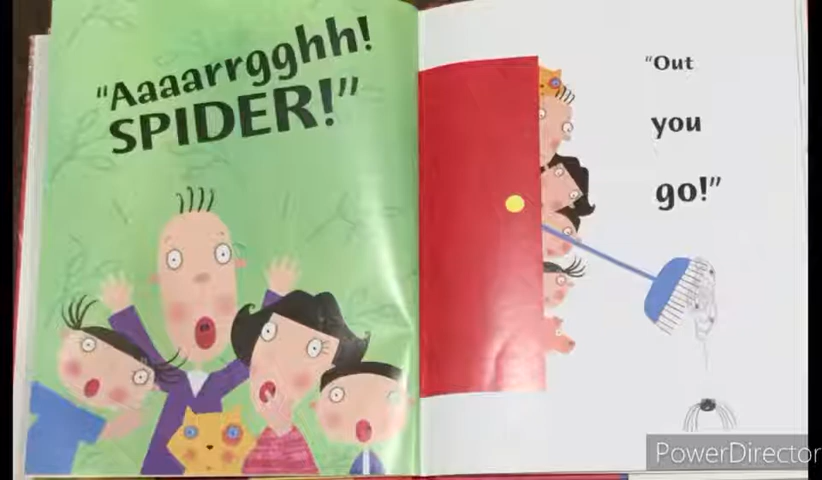 “Aaaarrgghh!
SPIDER!”
“Out
you
go!”
PowerDirector